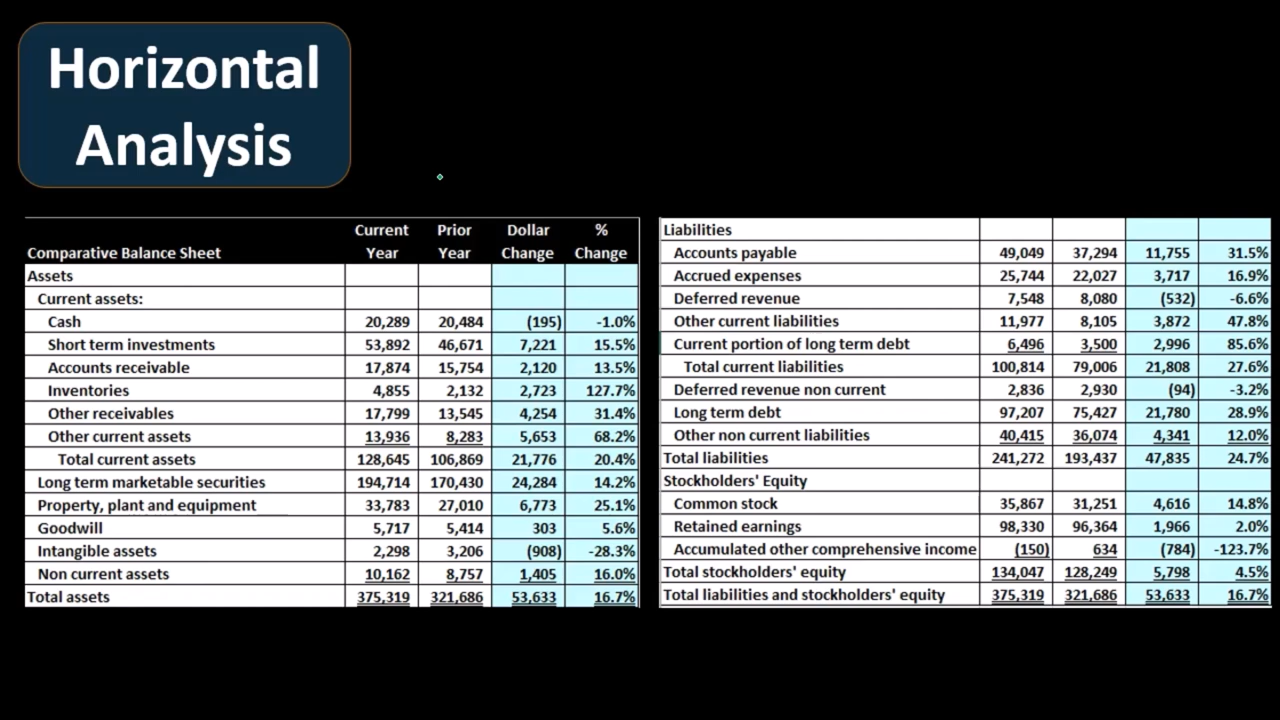 Horizontal
Analysis
Current Prior Dollar %
Comparative Balance Sheet Year Year Change Change
Assets
Current assets:
Cash 20,289 20,484 (195) -1.0%
Short term investments 53,892 46,671 7,221 15.5%
Accounts receivable 17,874 15,754 2,120 13.5%
Inventories 4,855 2,132 2,723 127.7%
Other receivables 17,799 13,545 4,254 31.4%
Other current assets 13,936 8,283 5,653 68.2%
Total current assets 128,645 106,869 21,776 20.4%
Long term marketable securities 194,714 170,430 24,284 14.2%
Property, plant and equipment 33,783 27,010 6,773 25.1%
Goodwill 5,717 5,414 303 5.6%
Intangible assets 2,298 3,206 (908) -28.3%
Non current assets 10,162 8,757 1,405 16.0%
Total assets 375,319 321,686 53,633 16.7%
Liabilities
Accounts payable 49,049 37,294 11,755 31.5%
Accrued expenses 25,744 22,027 3,717 16.9%
Deferred revenue 7,548 8,080 (532) -6.6%
Other current liabilities 11,977 8,105 3,872 47.8%
Current portion of long term debt 6,496 3,500 2,996 85.6%
Total current liabilities 100,814 79,006 21,808 27.6%
Deferred revenue non current 2,836 2,930 (94) -3.2%
Long term debt 97,207 75,427 21,780 28.9%
Other non current liabilities 40,415 36,074 4,341 12.0%
Total liabilities 241,272 193,437 47,835 24.7%
Stockholders' Equity
Common stock 35,867 31,251 4,616 14.8%
Retained earnings 98,330 96,364 1,966 2.0%
Accumulated other comprehensive income (150) 634 (784) -123.7%
Total stockholders' equity 134,047 128,249 5,798 4.5%
Total liabilities and stockholders' equity 375,319 321,686 53,633 16.7%